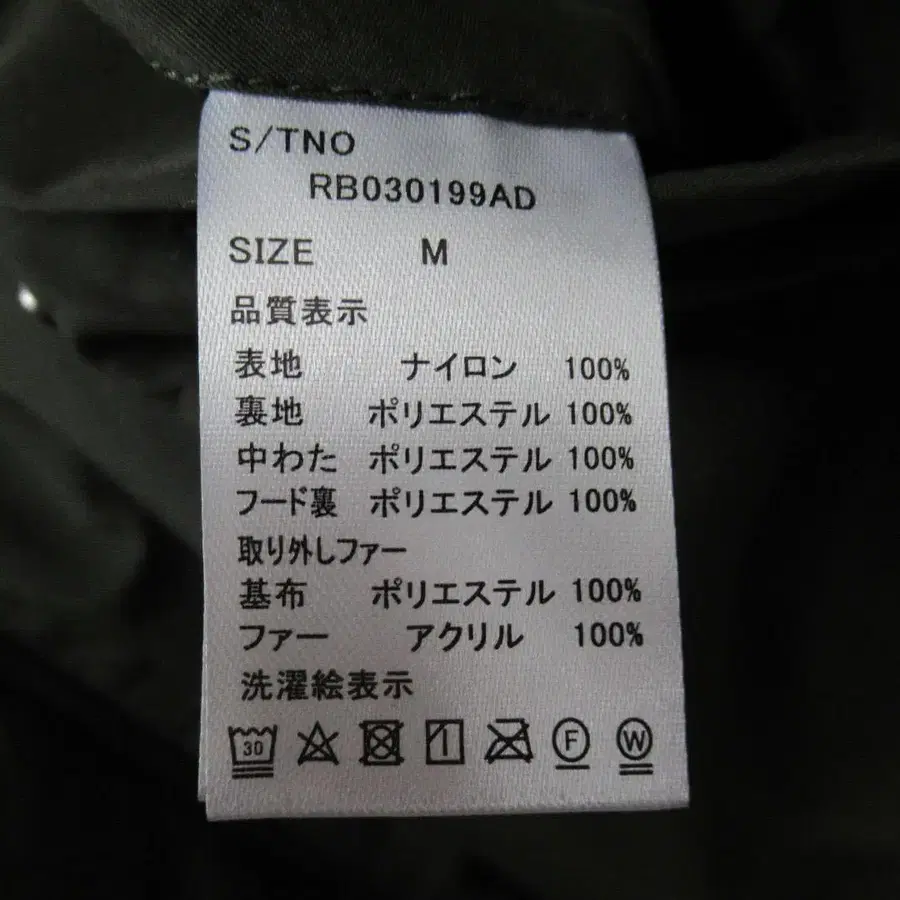 S/TNO
RB030199AD
SIZE M
品質表示
表地 ナイロン 100%
裏地 ポリエステル 100%
中わた ポリエステル 100%
フード裏 ポリエステル 100%
取り外しファー
基布 ポリエステル 100%
ファー アクリル 100%
洗濯絵表示
30 F W